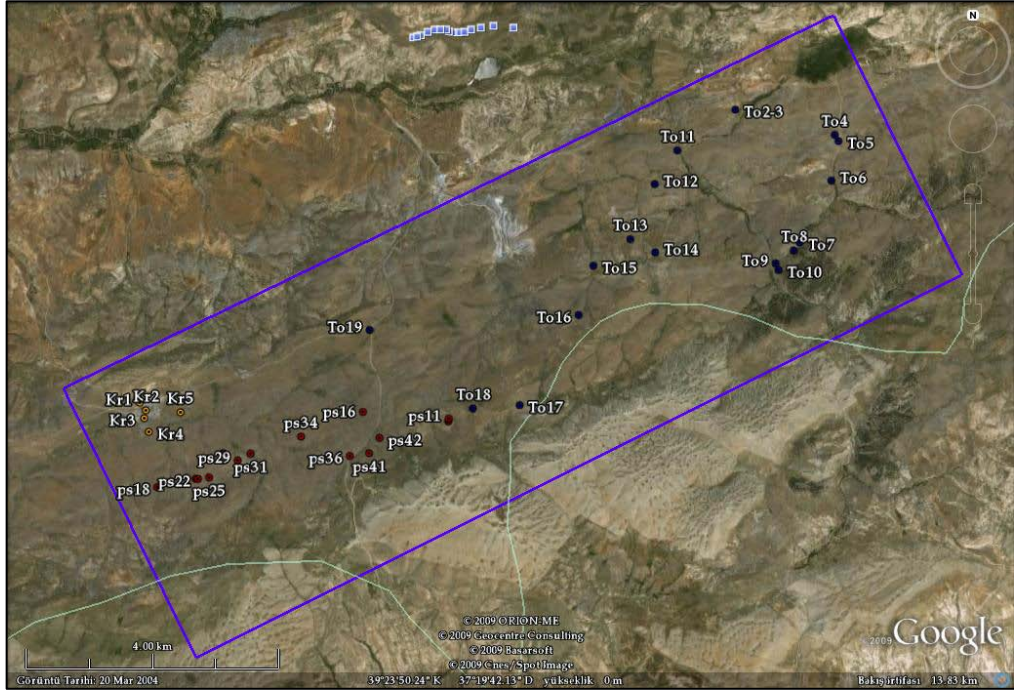 N
To2-3
To4
To5
To11
To6
To12
To13
To8
To7
To14
To9
To10
To15
To16
To19
Kr1 Kr2 Kr5
Kr3
Kr4
ps16
To18
To17
ps11
ps34
ps42
ps36
ps41
ps29
ps31
ps22
ps25
ps18
4.00 km
© 2009 ORION-ME
© 2009 Geocentre Consulting
© 2009 Basarsoft
© 2009 Cnes/Spot Image
© 2009 Google
Görüntü Tarihi: 20 Mar 2004 39°23'50.24" K 37°19'42.13" D yükseklik 0 m Bakış irtifası 13.83 km